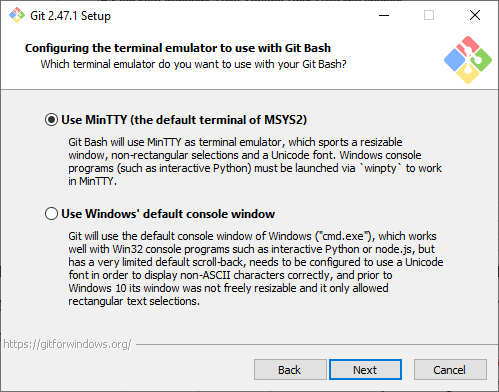 Git 2.47.1 Setup
Configuring the terminal emulator to use with Git Bash
Which terminal emulator do you want to use with your Git Bash?
Use MinTTY (the default terminal of MSYS2)
Git Bash will use MinTTY as terminal emulator, which sports a resizable
window, non-rectangular selections and a Unicode font. Windows console
programs (such as interactive Python) must be launched via `winpty` to work
in MinTTY.
Use Windows' default console window
Git will use the default console window of Windows ("cmd.exe"), which works
well with Win32 console programs such as interactive Python or node.js, but
has a very limited default scroll-back, needs to be configured to use a Unicode
font in order to display non-ASCII characters correctly, and prior to
Windows 10 its window was not freely resizable and it only allowed
rectangular text selections.
https://gitforwindows.org/
Back
Next
Cancel